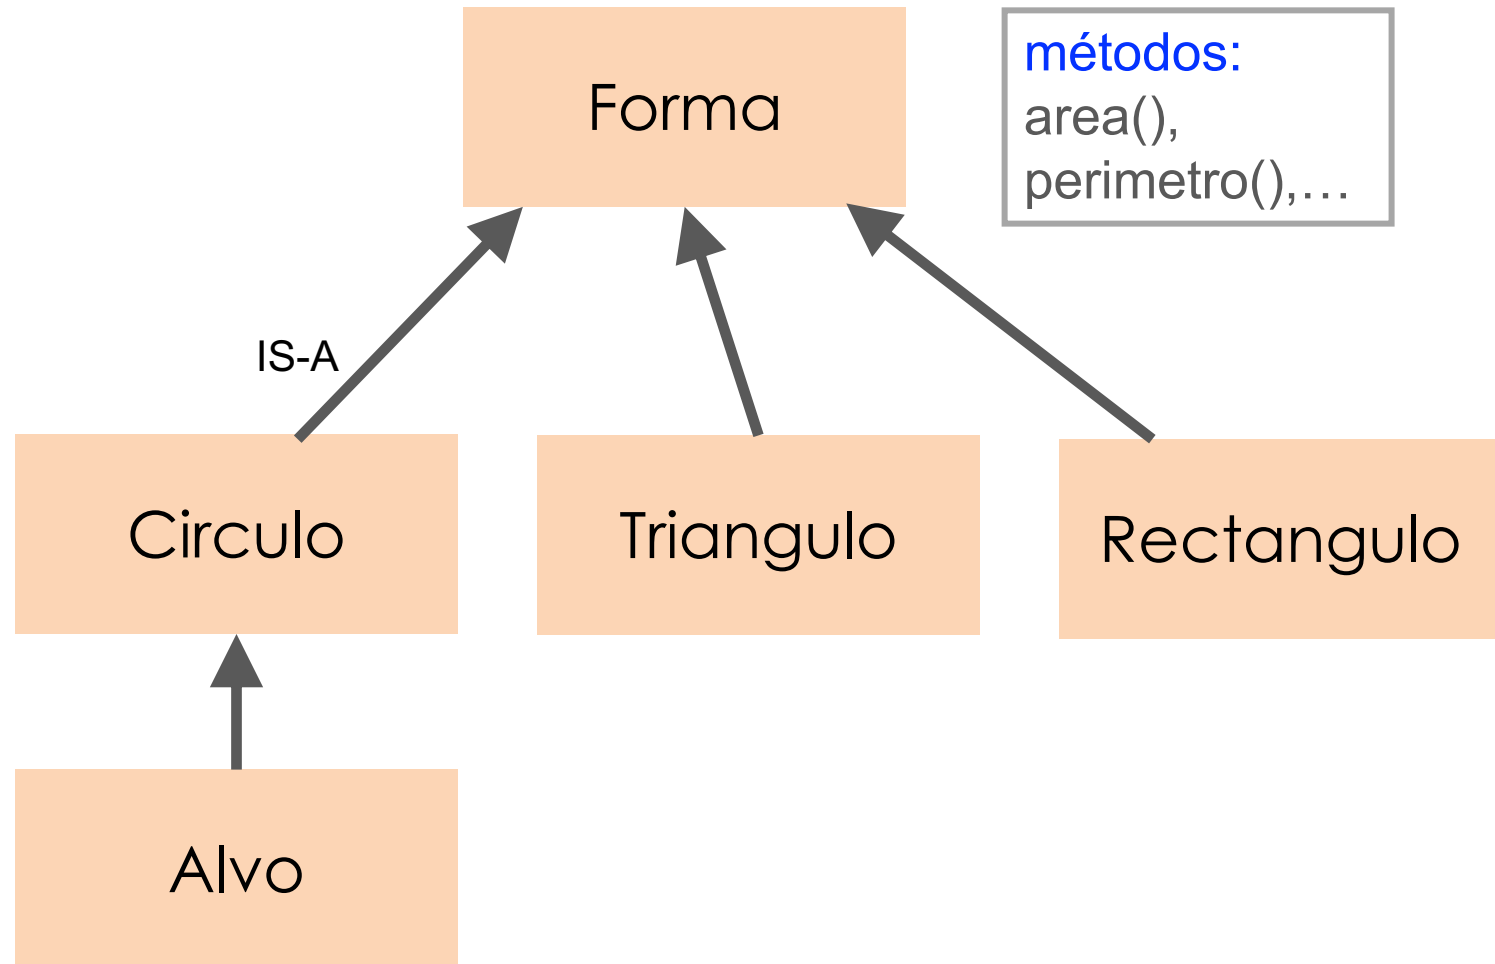 Forma
métodos:
area(),
perimetro(),…
IS-A
Circulo
Triangulo
Rectangulo
Alvo